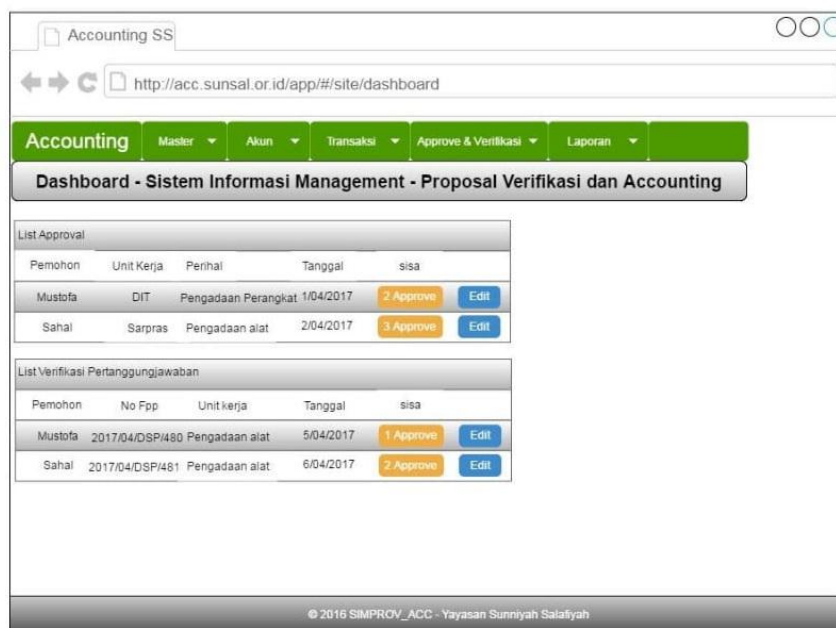 Accounting SS
http://acc.sunsal.or.id/app/#/site/dashboard
Accounting Master Akun Transaksi Approve & Verifikasi Laporan
Dashboard - Sistem Informasi Management - Proposal Verifikasi dan Accounting
List Approval
Pemohon Unit Kerja Perihal Tanggal sisa
Mustofa DIT Pengadaan Perangkat 1/04/2017 2 Approve Edit
Sahal Sarpras Pengadaan alat 2/04/2017 3 Approve Edit
List Verifikasi Pertanggungjawaban
Pemohon No Fpp Unit kerja Tanggal sisa
Mustofa 2017/04/DSP/480 Pengadaan alat 5/04/2017 1 Approve Edit
Sahal 2017/04/DSP/481 Pengadaan alat 6/04/2017 2 Approve Edit
© 2016 SIMPROV_ACC - Yayasan Sunniyah Salafiyah